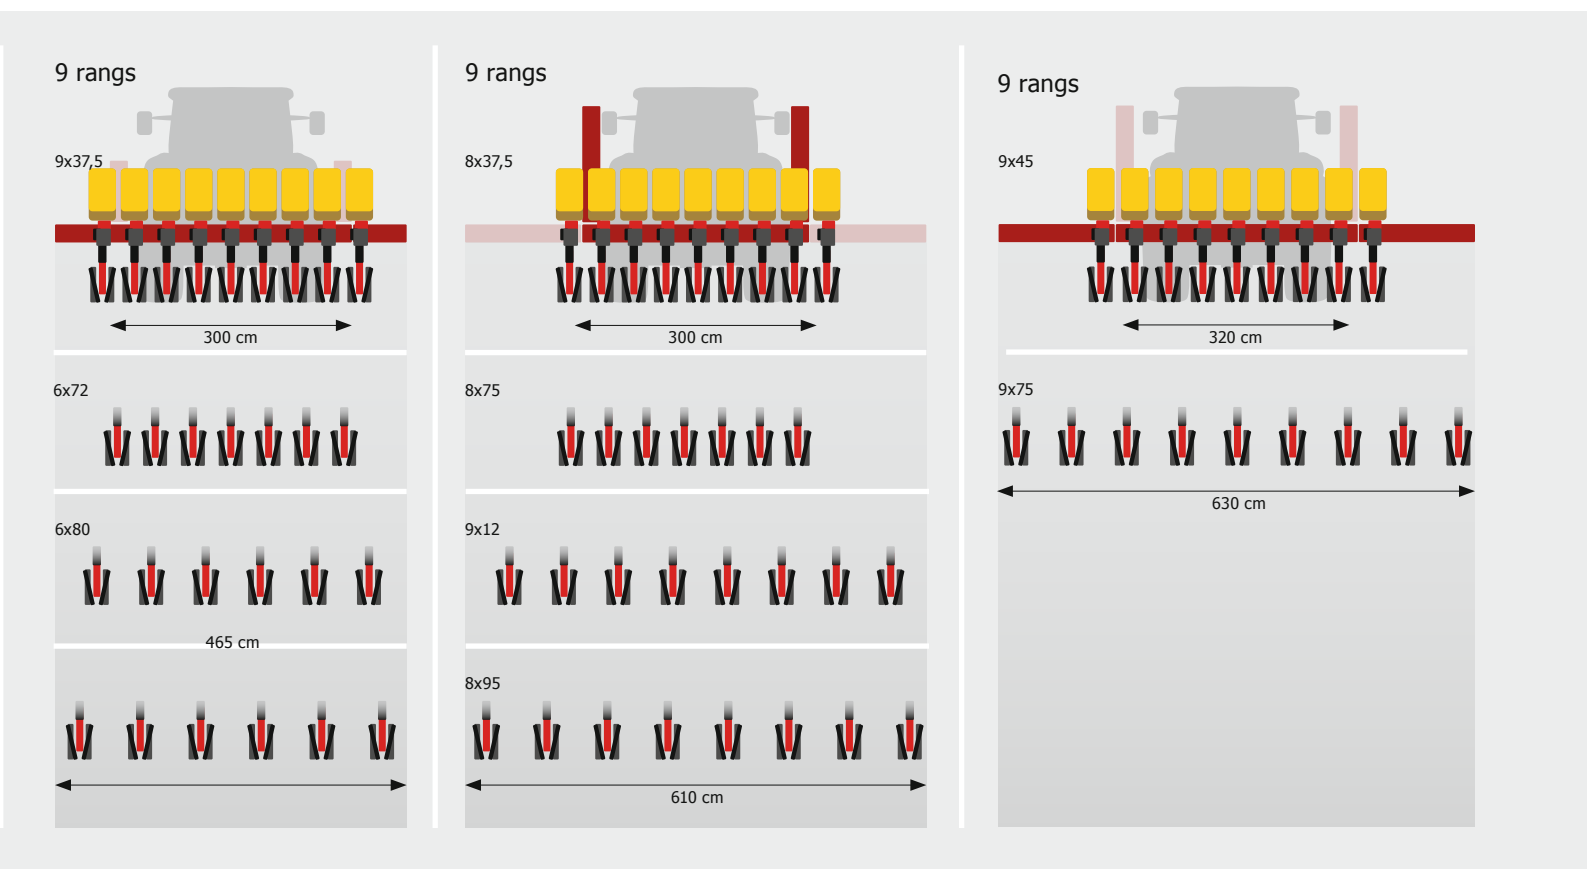 9 rangs
9x37,5
300 cm
6x72
6x80
465 cm
9 rangs
8x37,5
300 cm
8x75
9x12
8x95
610 cm
9 rangs
9x45
320 cm
9x75
630 cm